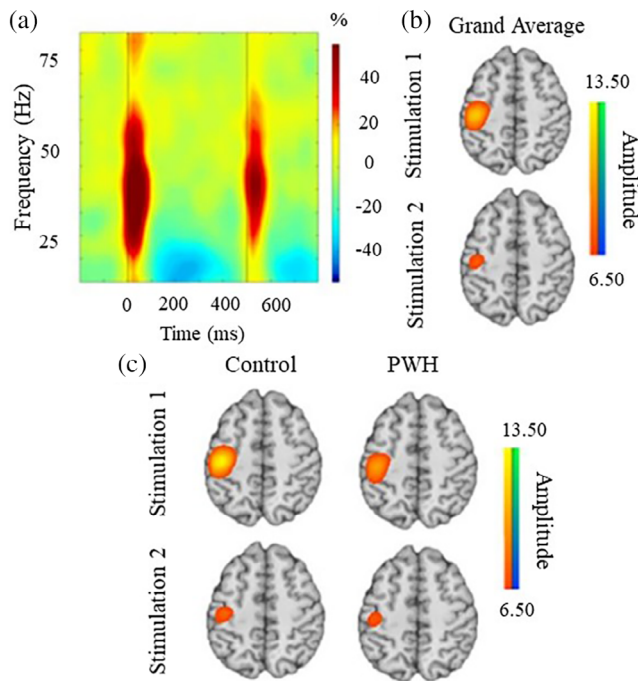 (a)
%
75
50
25
Frequency (Hz)
40
20
0
-20
-40
0 200 400 600
Time (ms)
(b)
Grand Average
Stimulation 1
Stimulation 2
13.50
Amplitude
6.50
(c)
Control
PWH
Stimulation 1
Stimulation 2
13.50
Amplitude
6.50